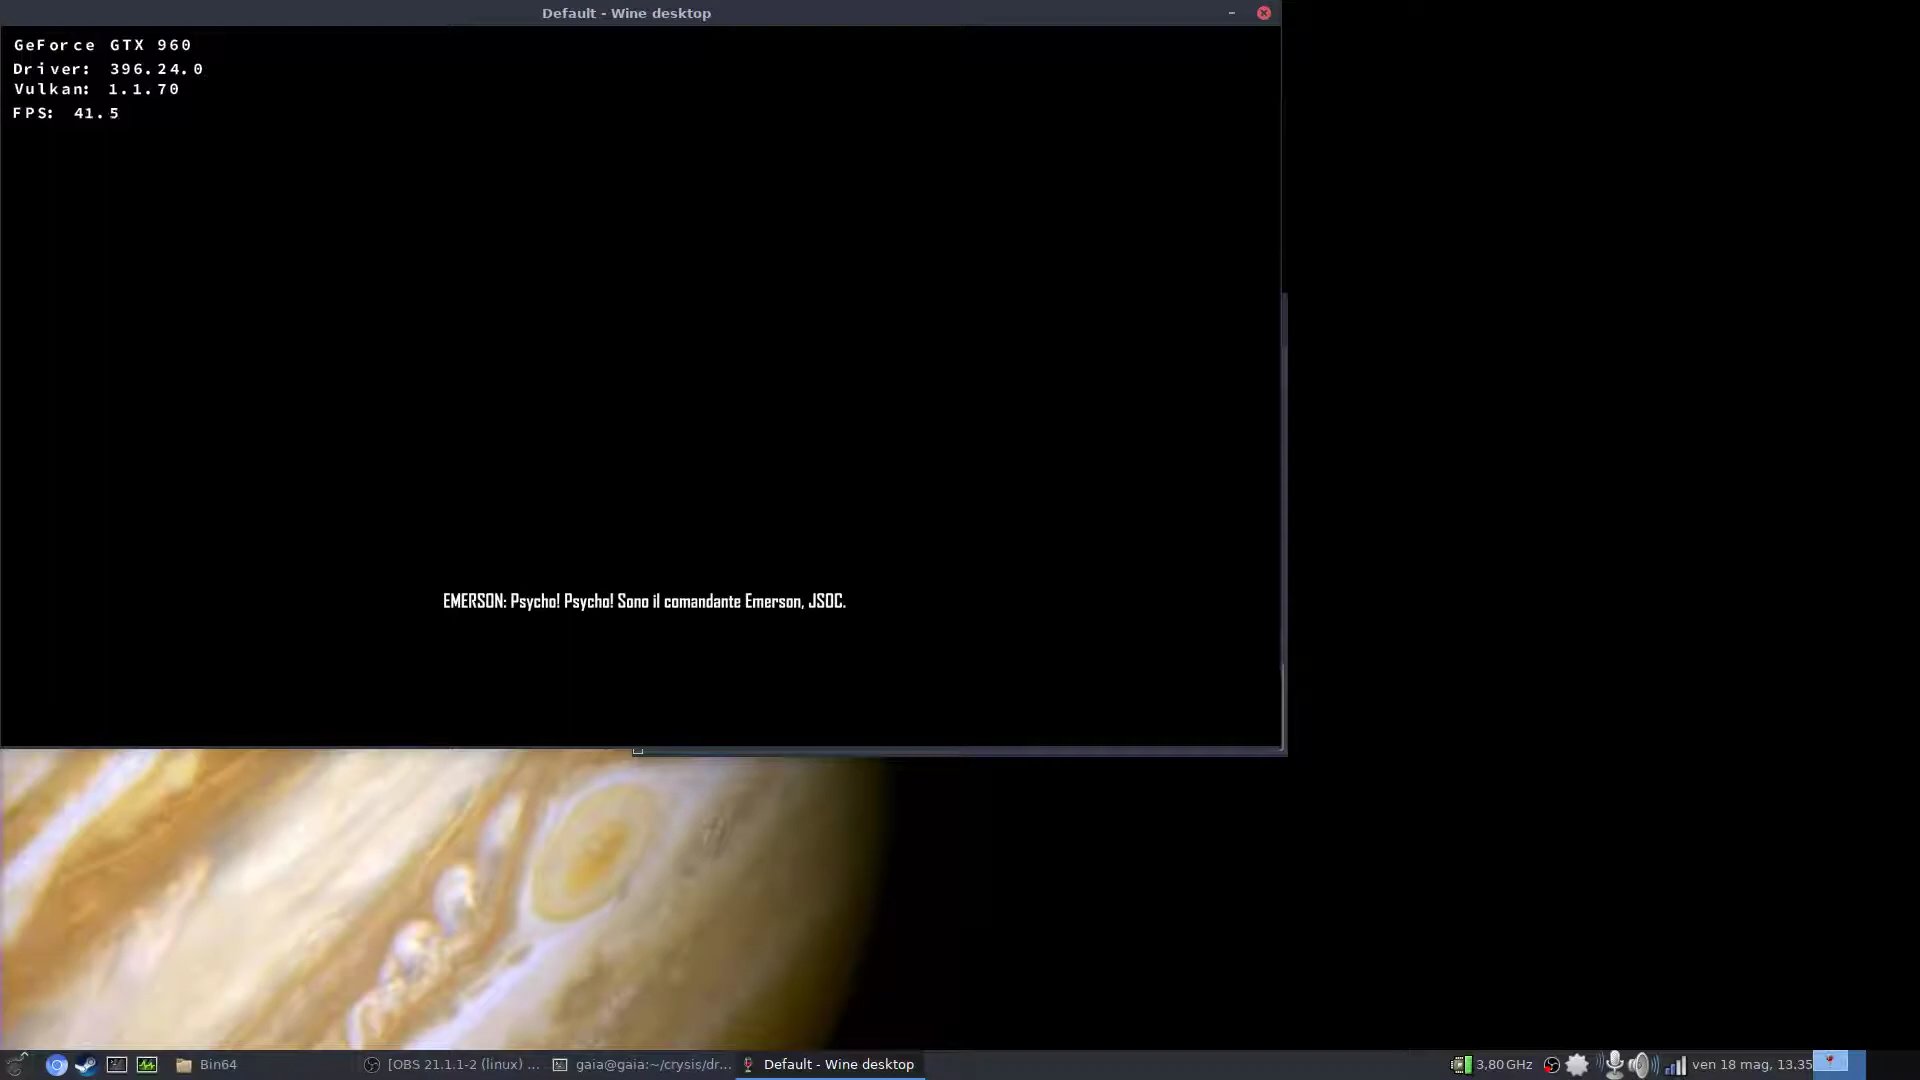 Default - Wine desktop
GeForce GTX 960
Driver: 396.24.0
Vulkan: 1.1.70
FPS: 41.5
EMERSON: Psycho! Psycho! Sono il comandante Emerson, JSOC.
Bin64
[OBS 21.1.1-2 (linux) ...
gaia@gaia:~/crysis/dr...
Default - Wine desktop
3,80 GHz
ven 18 mag, 13.35